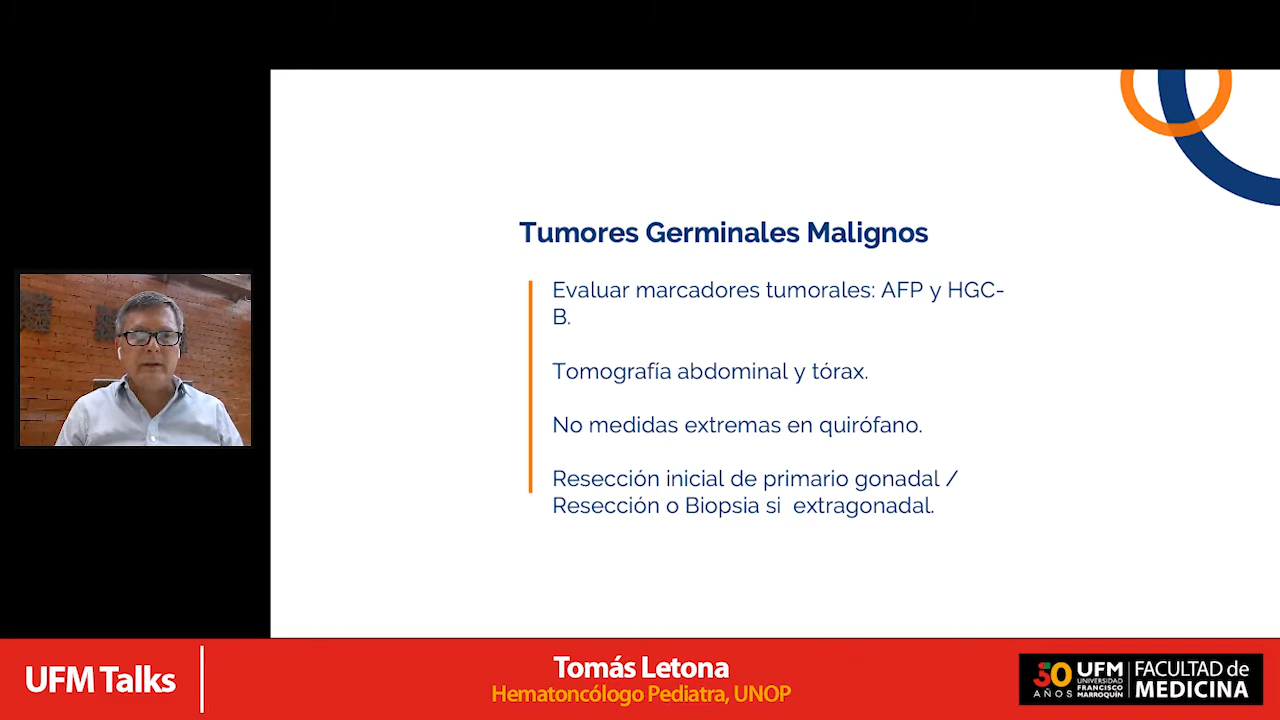 Tumores Germinales Malignos
Evaluar marcadores tumorales: AFP y HGC-
B.
Tomografía abdominal y tórax.
No medidas extremas en quirófano.
Resección inicial de primario gonadal /
Resección o Biopsia si  extragonadal.
UFM Talks
Tomás Letona
Hematoncólogo Pediatra, UNOP
50
AÑOS
UFM
UNIVERSIDAD
FRANCISCO
MARROQUÍN
FACULTAD de
MEDICINA